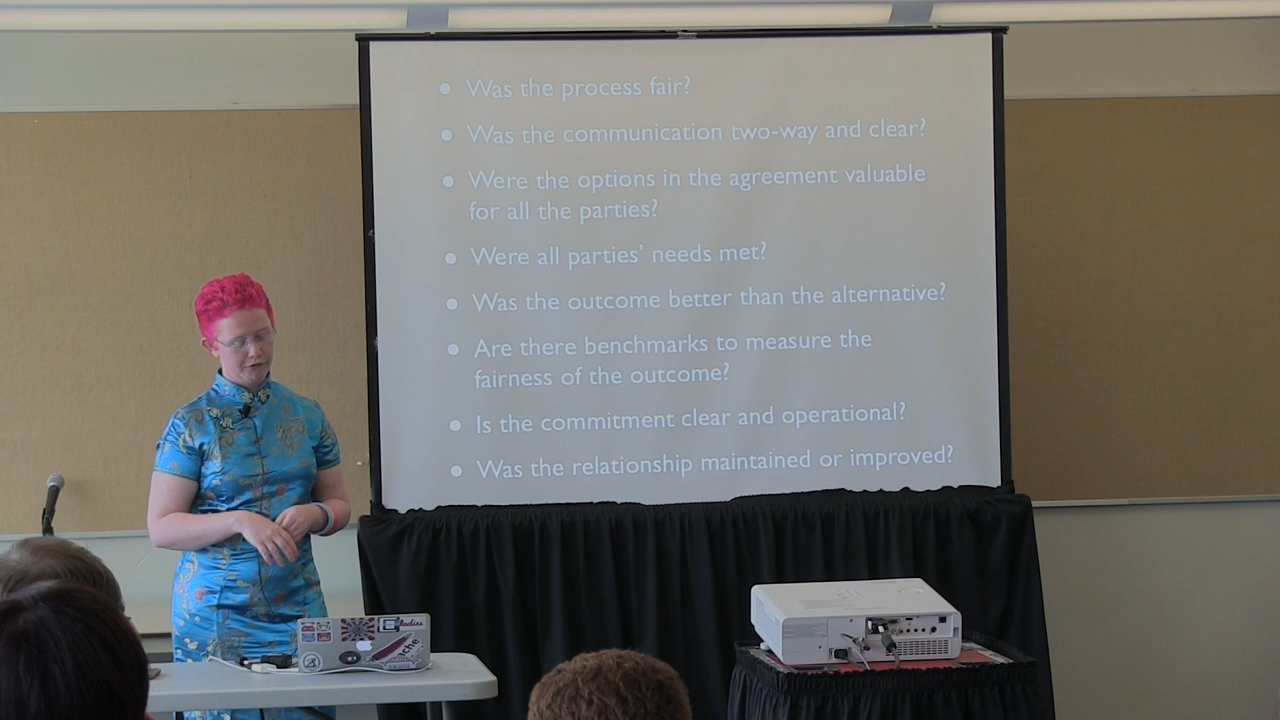 • Was the process fair?
• Was the communication two-way and clear?
• Were the options in the agreement valuable
for all the parties?
• Were all parties' needs met?
• Was the outcome better than the alternative?
• Are there benchmarks to measure the
fairness of the outcome?
• Is the commitment clear and operational?
• Was the relationship maintained or improved?
ladies